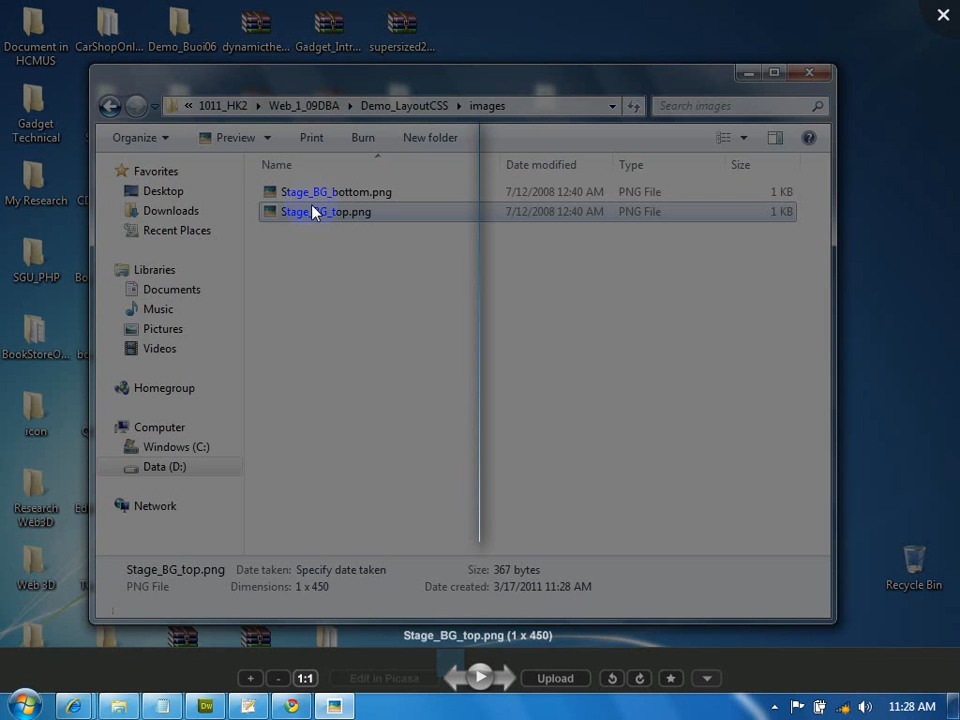 Document in HCMUS
CarShopOnl...
Demo_Buoi06
dynamicthe...
Gadget_Intr...
supersized2...
Gadget Technical
My Research
SGU_PHP
BookStoreO...
icon
Research Web3D
Web 3D
Recycle Bin
« 1011_HK2 Web_1_09DBA Demo_LayoutCSS images
Search images
Organize Preview Print Burn New folder
Name Date modified Type Size
Favorites
Desktop
Downloads
Recent Places
Libraries
Documents
Music
Pictures
Videos
Homegroup
Computer
Windows (C:)
Data (D:)
Network
Stage_BG_bottom.png 7/12/2008 12:40 AM PNG File 1 KB
Stage_BG_top.png 7/12/2008 12:40 AM PNG File 1 KB
Stage_BG_top.png Date taken: Specify date taken Size: 367 bytes
PNG File Dimensions: 1 x 450 Date created: 3/17/2011 11:28 AM
Stage_BG_top.png (1 x 450)
+ - 1:1 Edit in Picasa Upload
Dw
11:28 AM